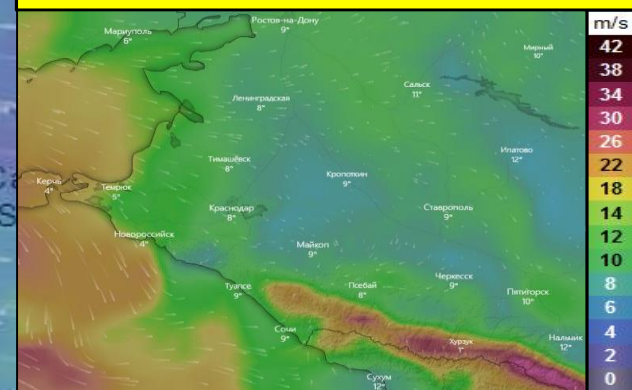 Ростов-на-Дону
9°
Мариуполь
6°
Мирный
10°
Сальск
11°
Ленинградская
8°
Ипатово
12°
Тимашёвск
8°
Кропоткин
9°
Керчь
4°
Темрюк
5°
Краснодар
8°
Ставрополь
9°
Новороссийск
4°
Майкоп
9°
Черкесск
9°
Туапсе
9°
Псебай
8°
Пятигорск
10°
Сочи
9°
Хурзук
1°
Нальчик
12°
Сухум
12°
m/s
42
38
34
30
26
22
18
14
12
10
8
6
4
2
0